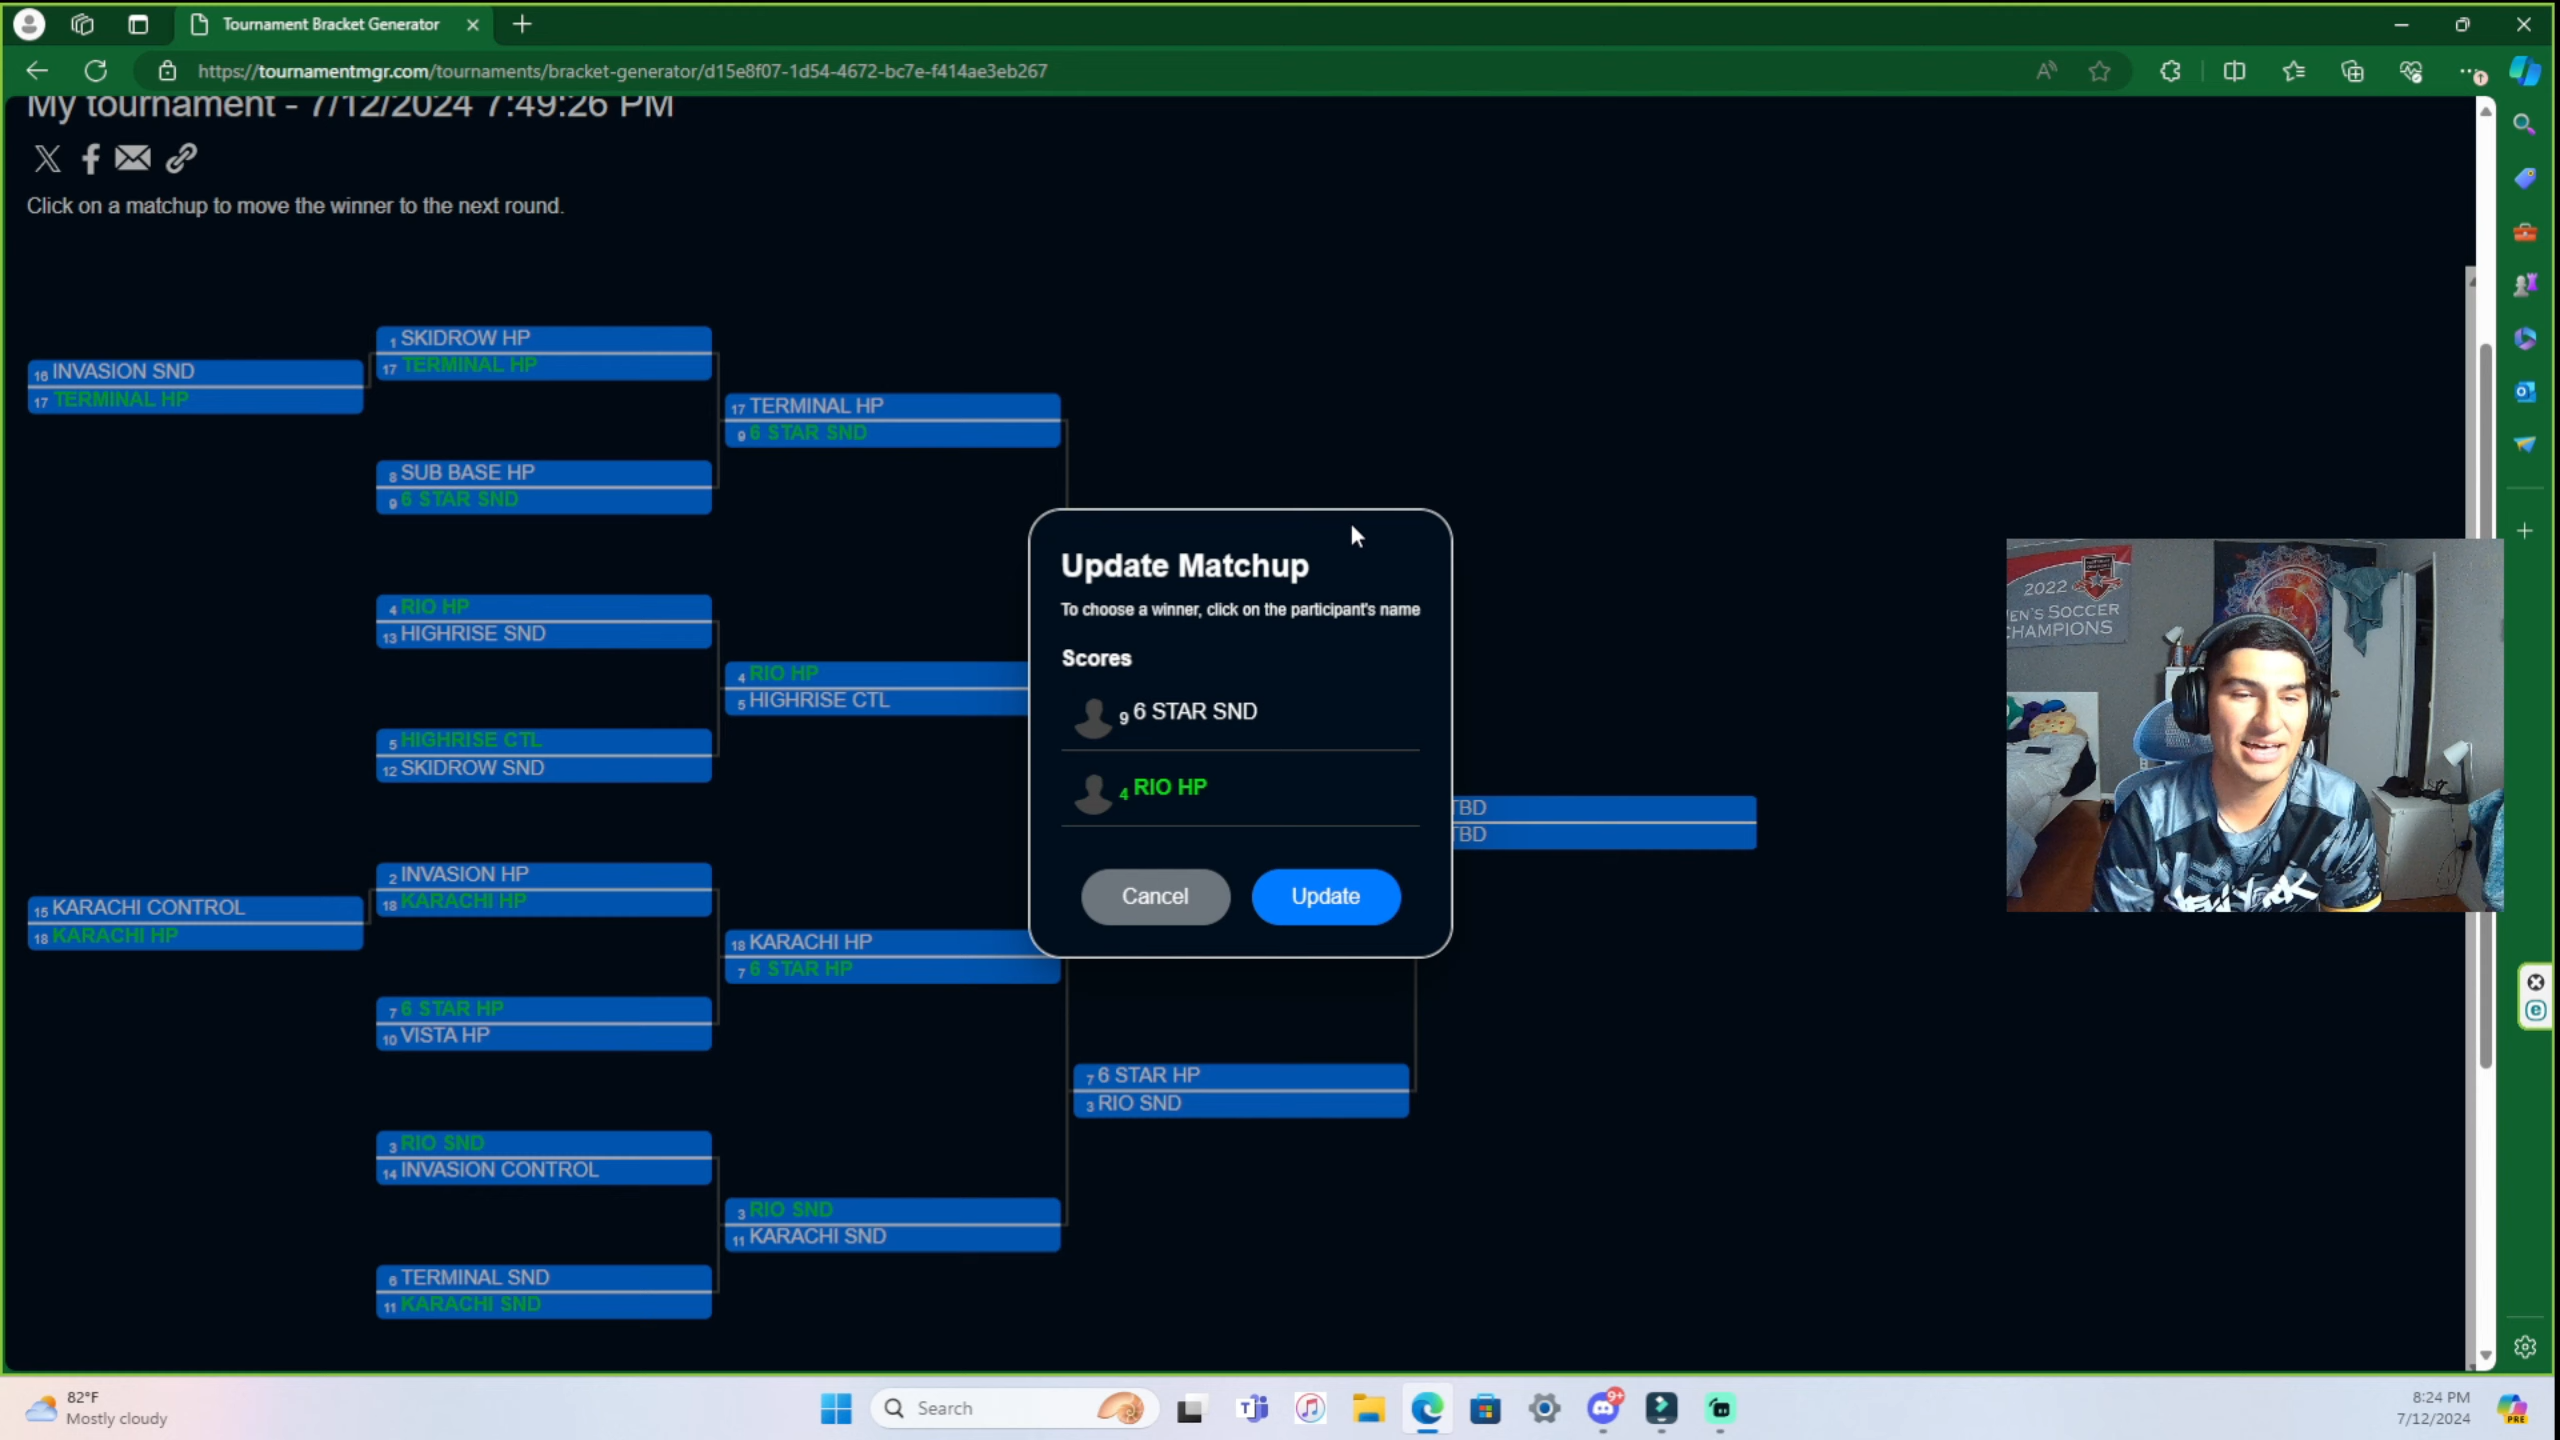 Tournament Bracket Generator
https://tournamentmgr.com/tournaments/bracket-generator/d15e8f07-1d54-4672-bc7e-f414ae3eb267
My tournament - 7/12/2024 7:49:26 PM
Click on a matchup to move the winner to the next round.
16 INVASION SND
17 TERMINAL HP
15 KARACHI CONTROL
18 KARACHI HP
1 SKIDROW HP
17 TERMINAL HP
8 SUB BASE HP
9 6 STAR SND
4 RIO HP
13 HIGHRISE SND
5 HIGHRISE CTL
12 SKIDROW SND
2 INVASION HP
18 KARACHI HP
7 6 STAR HP
10 VISTA HP
3 RIO SND
14 INVASION CONTROL
6 TERMINAL SND
11 KARACHI SND
17 TERMINAL HP
9 6 STAR SND
4 RIO HP
5 HIGHRISE CTL
18 KARACHI HP
7 6 STAR HP
3 RIO SND
11 KARACHI SND
7 6 STAR HP
3 RIO SND
TBD
TBD
Update Matchup
To choose a winner, click on the participant's name
Scores
9 6 STAR SND
4 RIO HP
Cancel
Update
2022
EN'S SOCCER
CHAMPIONS
New York
82°F
Mostly cloudy
Search
9+
8:24 PM
7/12/2024
PRE